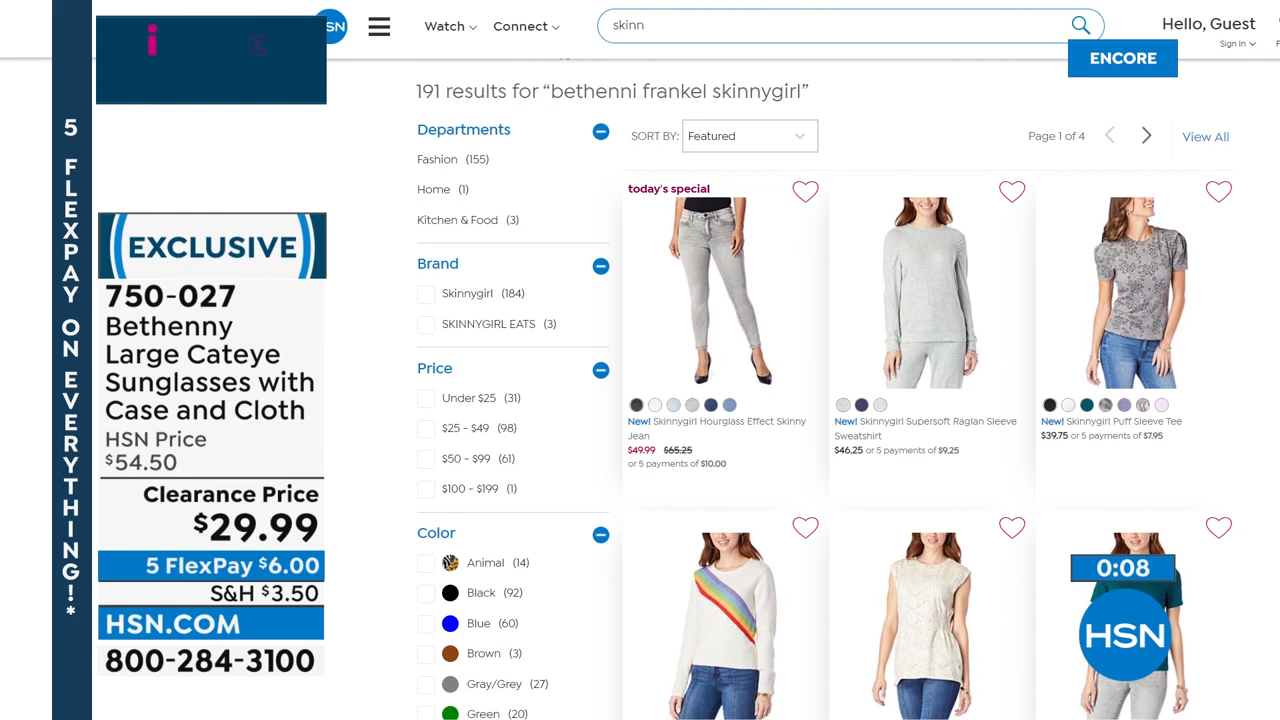 5 FLEXPAY ON EVERYTHING!*
EXCLUSIVE
750-027
Bethenny
Large Cateye
Sunglasses with
Case and Cloth
HSN Price
$54.50
Clearance Price
$29.99
5 FlexPay $6.00
S&H $3.50
HSN.COM
800-284-3100
Watch
Connect
skinn
Hello, Guest
Sign In
ENCORE
191 results for “bethenni frankel skinnygirl”
Departments
Fashion (155)
Home (1)
Kitchen & Food (3)
Brand
Skinnygirl (184)
SKINNYGIRL EATS (3)
Price
Under $25 (31)
$25 - $49 (98)
$50 - $99 (61)
$100 - $199 (1)
Color
Animal (14)
Black (92)
Blue (60)
Brown (3)
Gray/Grey (27)
Green (20)
SORT BY: Featured
Page 1 of 4
View All
today's special
New! Skinnygirl Hourglass Effect Skinny
Jean
$49.99 $65.25
or 5 payments of $10.00
New! Skinnygirl Supersoft Raglan Sleeve
Sweatshirt
$46.25 or 5 payments of $9.25
New! Skinnygirl Puff Sleeve Tee
$39.75 or 5 payments of $7.95
0:08
HSN